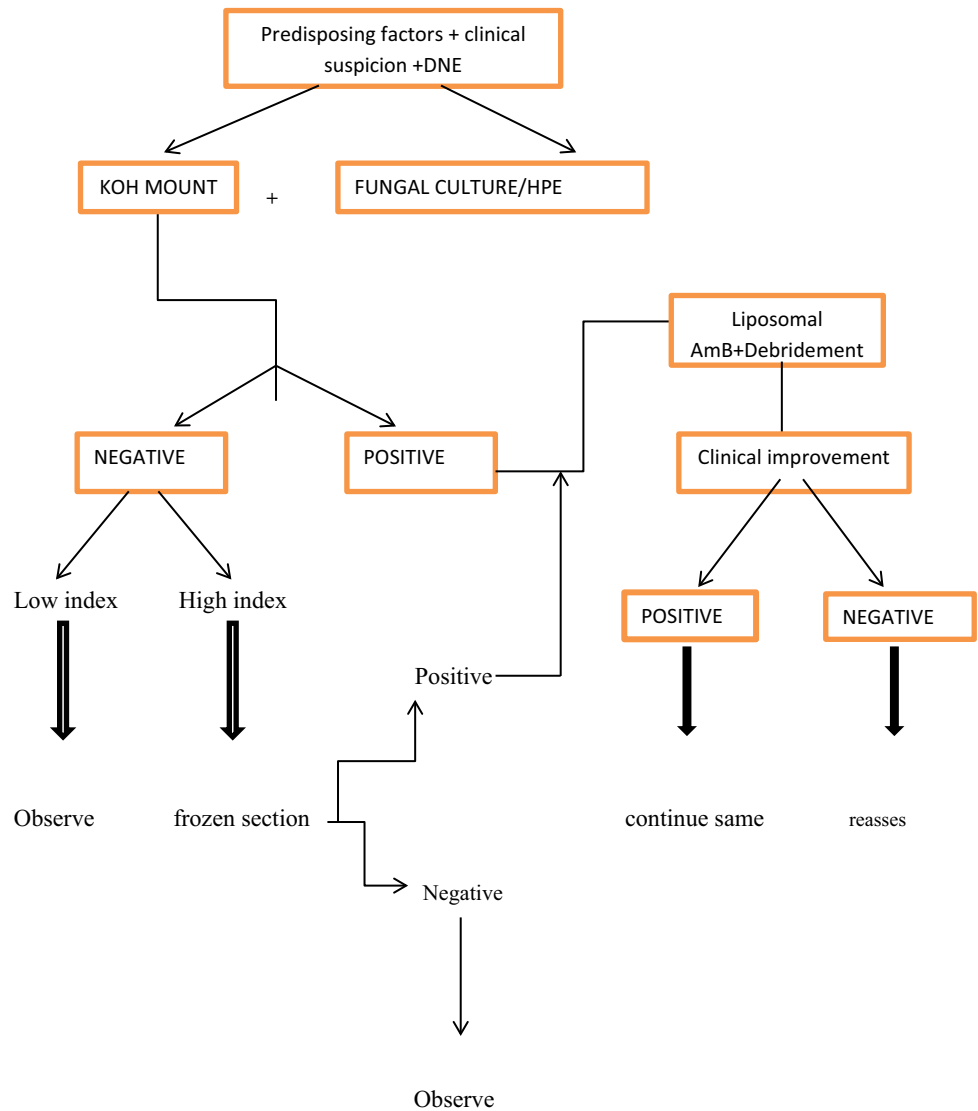 Predisposing factors + clinical
suspicion +DNE
KOH MOUNT
+
FUNGAL CULTURE/HPE
Liposomal
AmB+Debridement
NEGATIVE
POSITIVE
Clinical improvement
Low index
High index
POSITIVE
NEGATIVE
Positive
Observe
frozen section
continue same
reasses
Negative
Observe